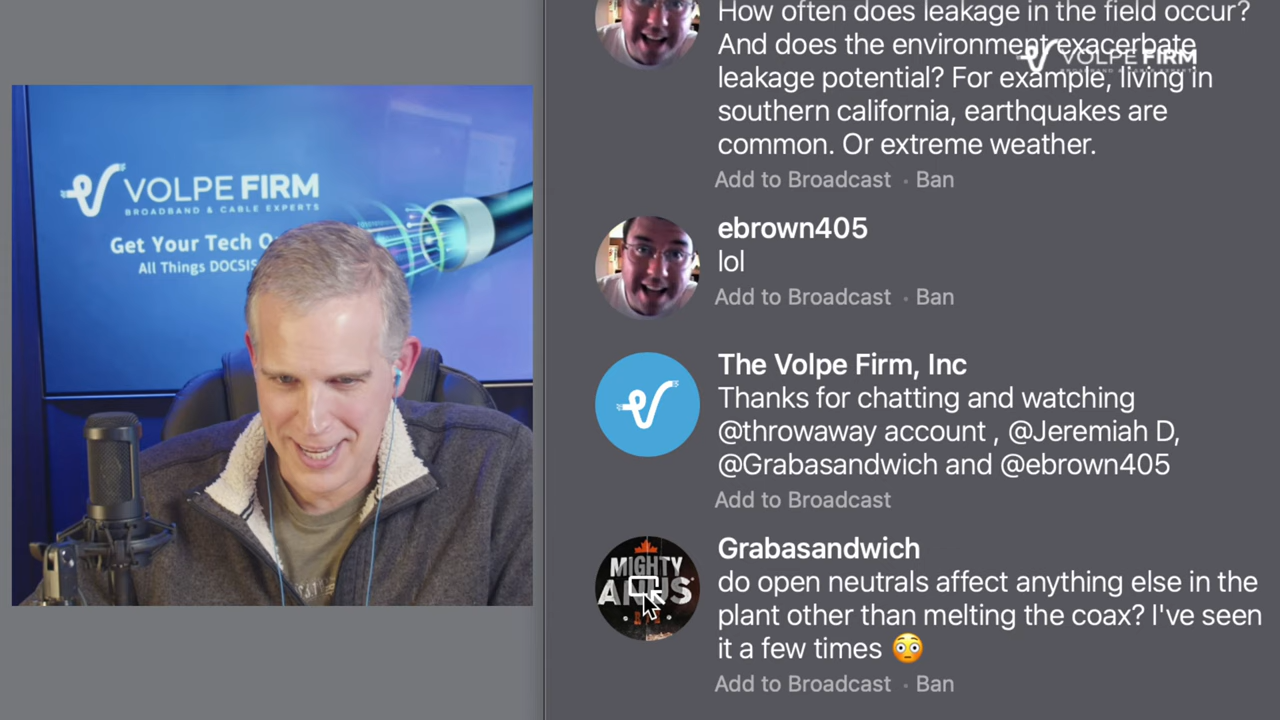 How often does leakage in the field occur?
And does the environment exacerbate
leakage potential? For example, living in
southern california, earthquakes are
common. Or extreme weather.
Add to Broadcast • Ban
VOLPE FIRM
VOLPE FIRM
BROADBAND & CABLE EXPERTS
Get Your Tech O
All Things DOCSIS
ebrown405
lol
Add to Broadcast • Ban
The Volpe Firm, Inc
Thanks for chatting and watching
@throwaway account , @Jeremiah D,
@Grabasandwich and @ebrown405
Add to Broadcast
MIGHTY
Grabasandwich
do open neutrals affect anything else in the
plant other than melting the coax? I've seen
it a few times 😳
Add to Broadcast • Ban